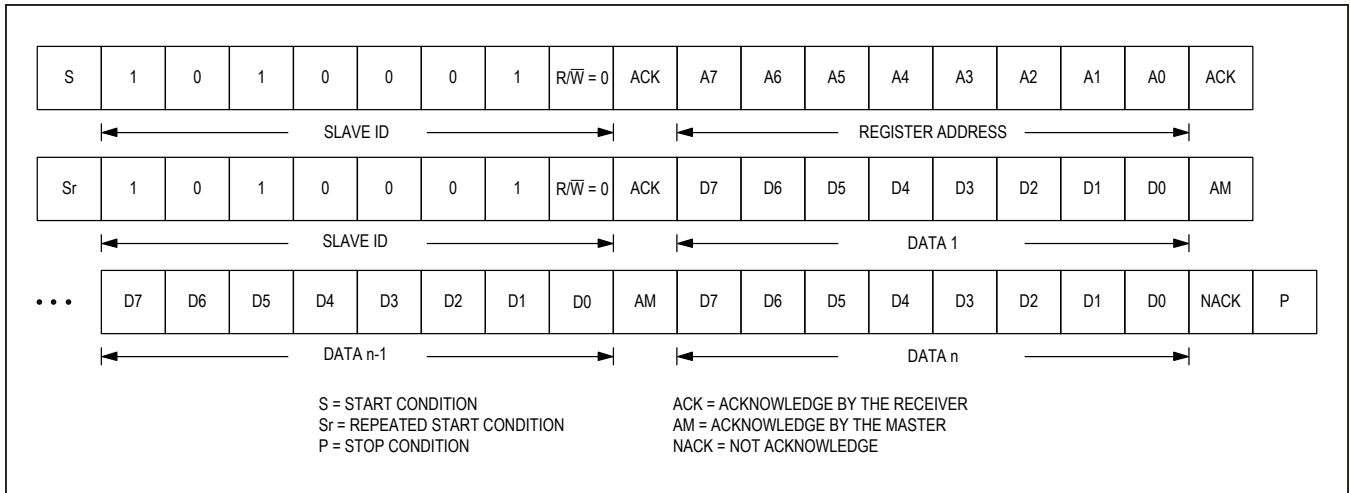 S 1 0 1 0 0 0 1 R/W̅ = 0 ACK A7 A6 A5 A4 A3 A2 A1 A0 ACK
SLAVE ID REGISTER ADDRESS
Sr 1 0 1 0 0 0 1 R/W̅ = 0 ACK D7 D6 D5 D4 D3 D2 D1 D0 AM
SLAVE ID DATA 1
• • • D7 D6 D5 D4 D3 D2 D1 D0 AM D7 D6 D5 D4 D3 D2 D1 D0 NACK P
DATA n-1 DATA n
S = START CONDITION
Sr = REPEATED START CONDITION
P = STOP CONDITION
ACK = ACKNOWLEDGE BY THE RECEIVER
AM = ACKNOWLEDGE BY THE MASTER
NACK = NOT ACKNOWLEDGE